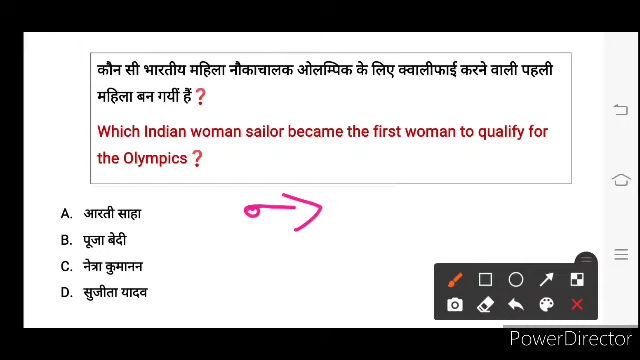 कौन सी भारतीय महिला नौकाचालक ओलम्पिक के लिए क्वालीफाई करने वाली पहली
महिला बन गयीं हैं❓
Which Indian woman sailor became the first woman to qualify for
the Olympics❓
A. आरती साहा
B. पूजा बेदी
C. नेत्रा कुमानन
D. सुजीता यादव
PowerDirector